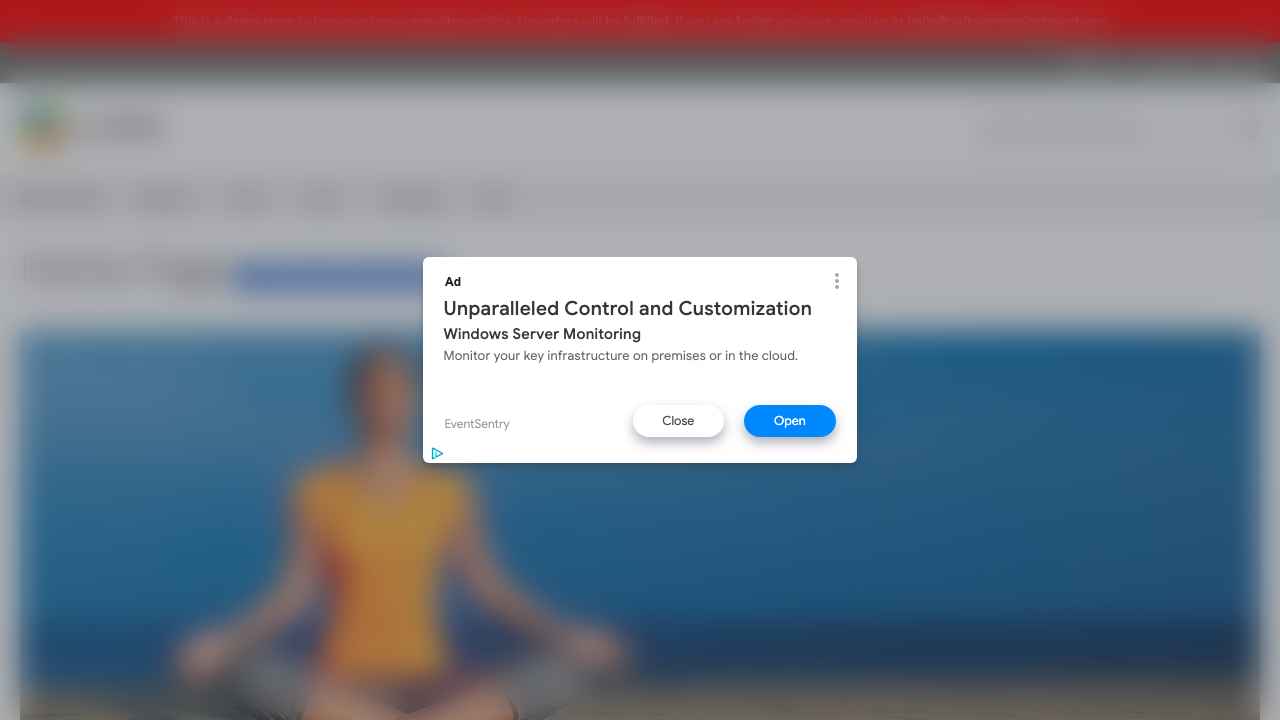 This is a demo store to test your test automaiton scripts. No orders will be fulfilled. If you are facing any issue, email us at hello@softwaretestingboard.com.
Ad
Unparalleled Control and Customization
Windows Server Monitoring
Monitor your key infrastructure on premises or in the cloud.
EventSentry
Close
Open